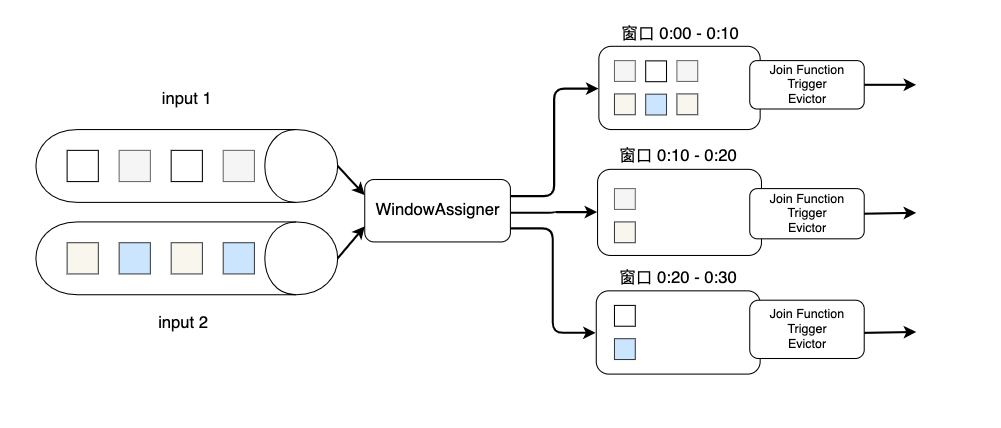 input 1
input 2
WindowAssigner
窗口 0:00 - 0:10
Join Function
Trigger
Evictor
窗口 0:10 - 0:20
Join Function
Trigger
Evictor
窗口 0:20 - 0:30
Join Function
Trigger
Evictor